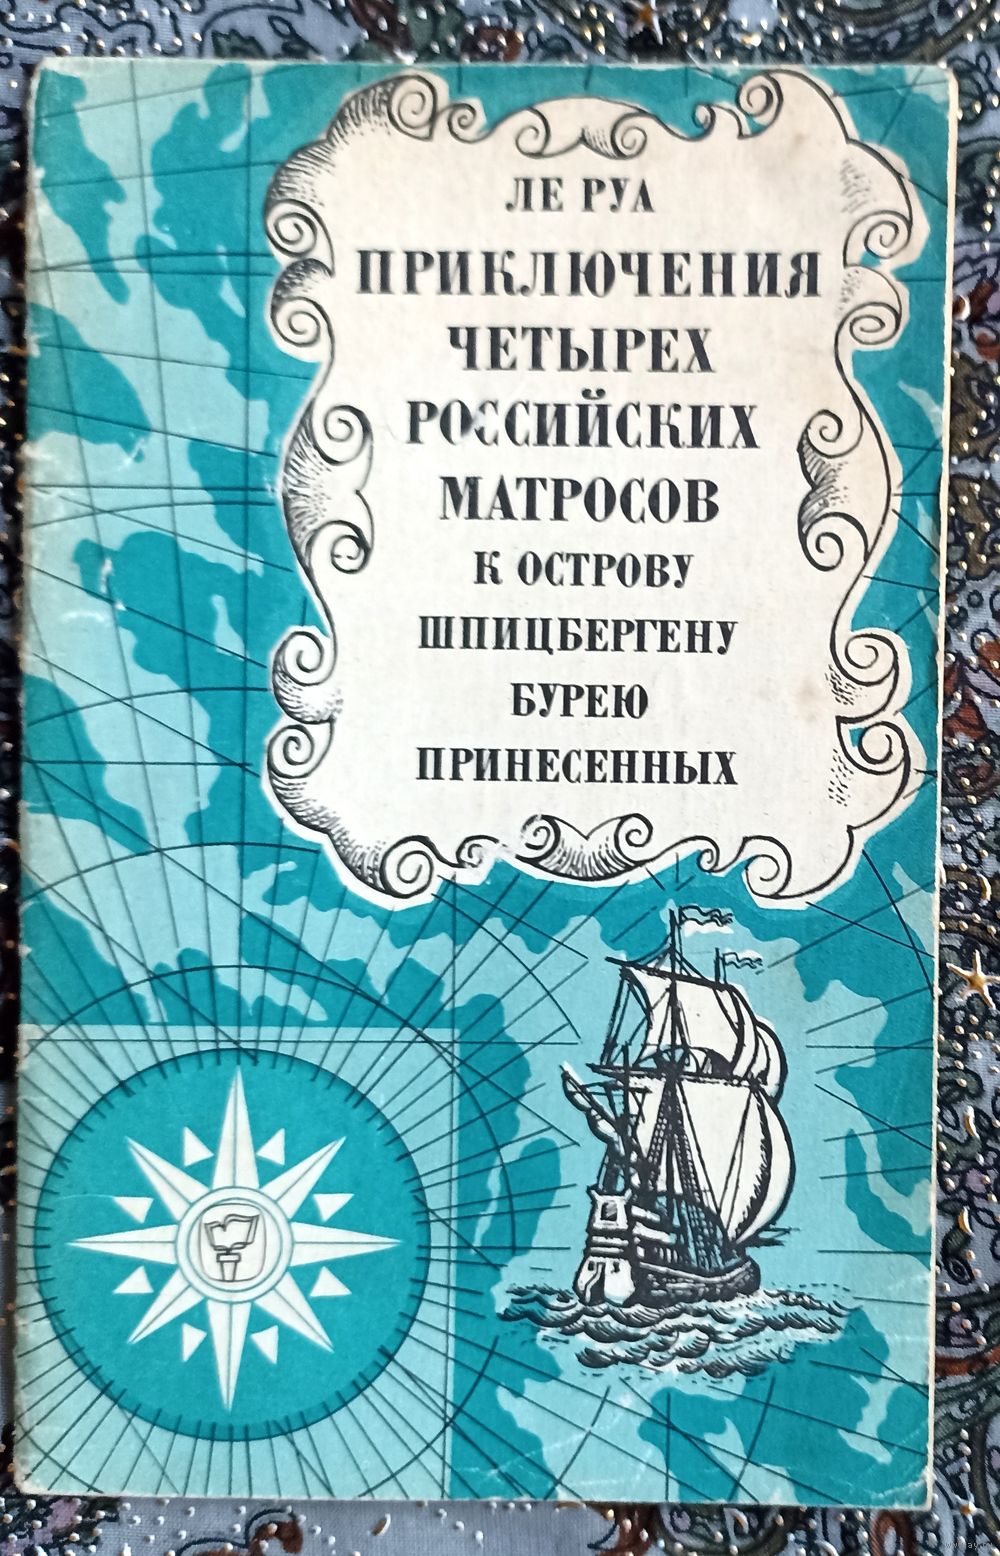 ЛЕ РУА
ПРИКЛЮЧЕНИЯ
ЧЕТЫРЕХ
РОССИЙСКИХ
МАТРОСОВ
К ОСТРОВУ
ШПИЦБЕРГЕНУ
БУРЕЮ
ПРИНЕСЕННЫХ